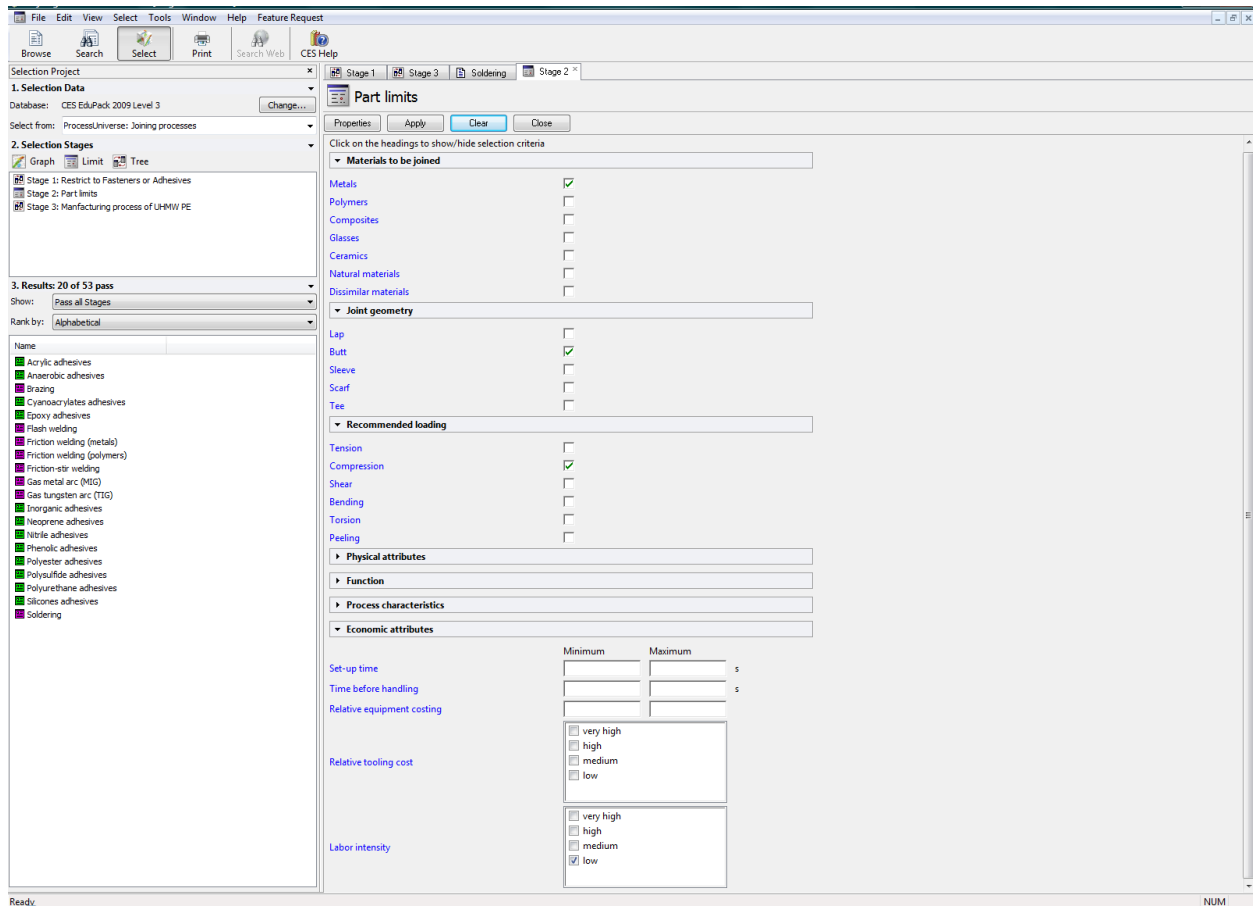 File Edit View Select Tools Window Help Feature Request
Browse Search Select Print Search Web CES Help
Selection Project
1. Selection Data
Database: CES EduPack 2009 Level 3 Change...
Select from: ProcessUniverse: Joining processes
2. Selection Stages
Graph Limit Tree
Stage 1: Restrict to Fasteners or Adhesives
Stage 2: Part limits
Stage 3: Manfacturing process of UHMW PE
3. Results: 20 of 53 pass
Show: Pass all Stages
Rank by: Alphabetical
Name
Acrylic adhesives
Anaerobic adhesives
Brazing
Cyanoacrylates adhesives
Epoxy adhesives
Flash welding
Friction welding (metals)
Friction welding (polymers)
Friction-stir welding
Gas metal arc (MIG)
Gas tungsten arc (TIG)
Inorganic adhesives
Neoprene adhesives
Nitrile adhesives
Phenolic adhesives
Polyester adhesives
Polysulfide adhesives
Polyurethane adhesives
Silicones adhesives
Soldering
Stage 1 Stage 3 Soldering Stage 2
Part limits
Properties Apply Clear Close
Click on the headings to show/hide selection criteria
Materials to be joined
Metals
Polymers
Composites
Glasses
Ceramics
Natural materials
Dissimilar materials
Joint geometry
Lap
Butt
Sleeve
Scarf
Tee
Recommended loading
Tension
Compression
Shear
Bending
Torsion
Peeling
Physical attributes
Function
Process characteristics
Economic attributes
Minimum Maximum
Set-up time s
Time before handling s
Relative equipment costing
Relative tooling cost
very high
high
medium
low
Labor intensity
very high
high
medium
low
Ready NUM